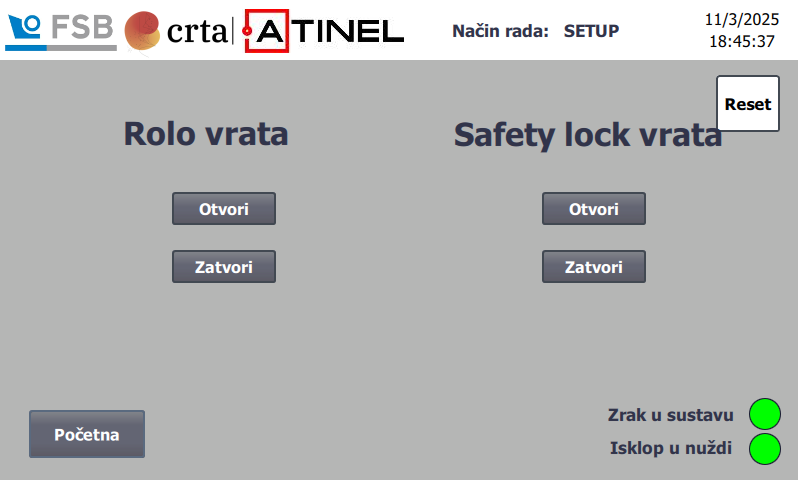 FSB crta ATINEL Način rada: SETUP 11/3/2025
18:45:37
Reset
Rolo vrata Safety lock vrata
Otvori Otvori
Zatvori Zatvori
Zrak u sustavu
Početna
Isklop u nuždi